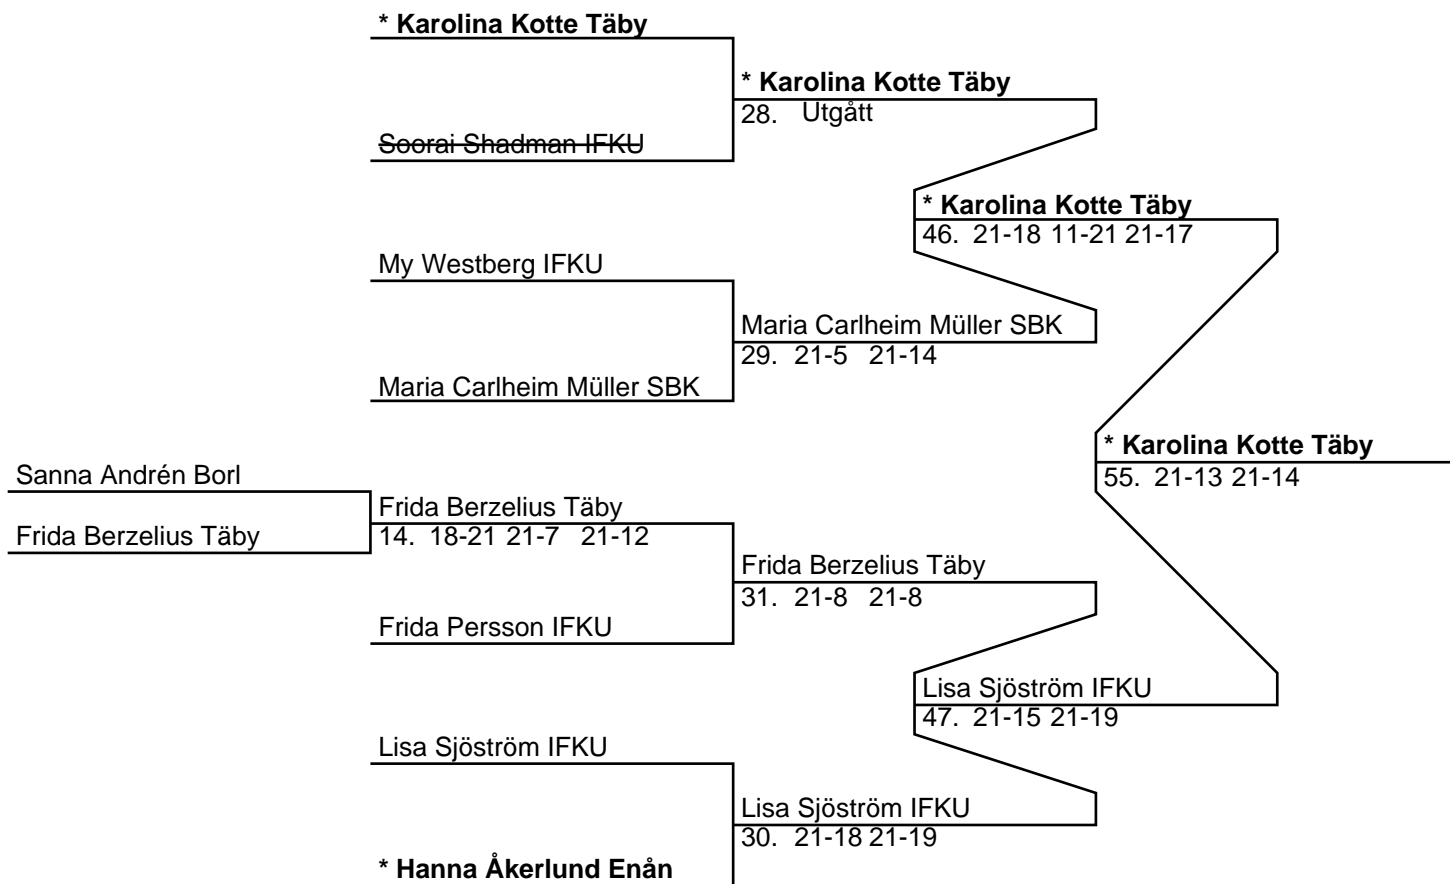 * Karolina Kotte Täby
* Karolina Kotte Täby
28. Utgått
Soorai Shadman IFKU
* Karolina Kotte Täby
46. 21-18 11-21 21-17
My Westberg IFKU
Maria Carlheim Müller SBK
29. 21-5 21-14
Maria Carlheim Müller SBK
* Karolina Kotte Täby
55. 21-13 21-14
Sanna Andrén Borl
Frida Berzelius Täby
14. 18-21 21-7 21-12
Frida Berzelius Täby
Frida Berzelius Täby
31. 21-8 21-8
Frida Persson IFKU
Lisa Sjöström IFKU
47. 21-15 21-19
Lisa Sjöström IFKU
Lisa Sjöström IFKU
30. 21-18 21-19
* Hanna Åkerlund Enån